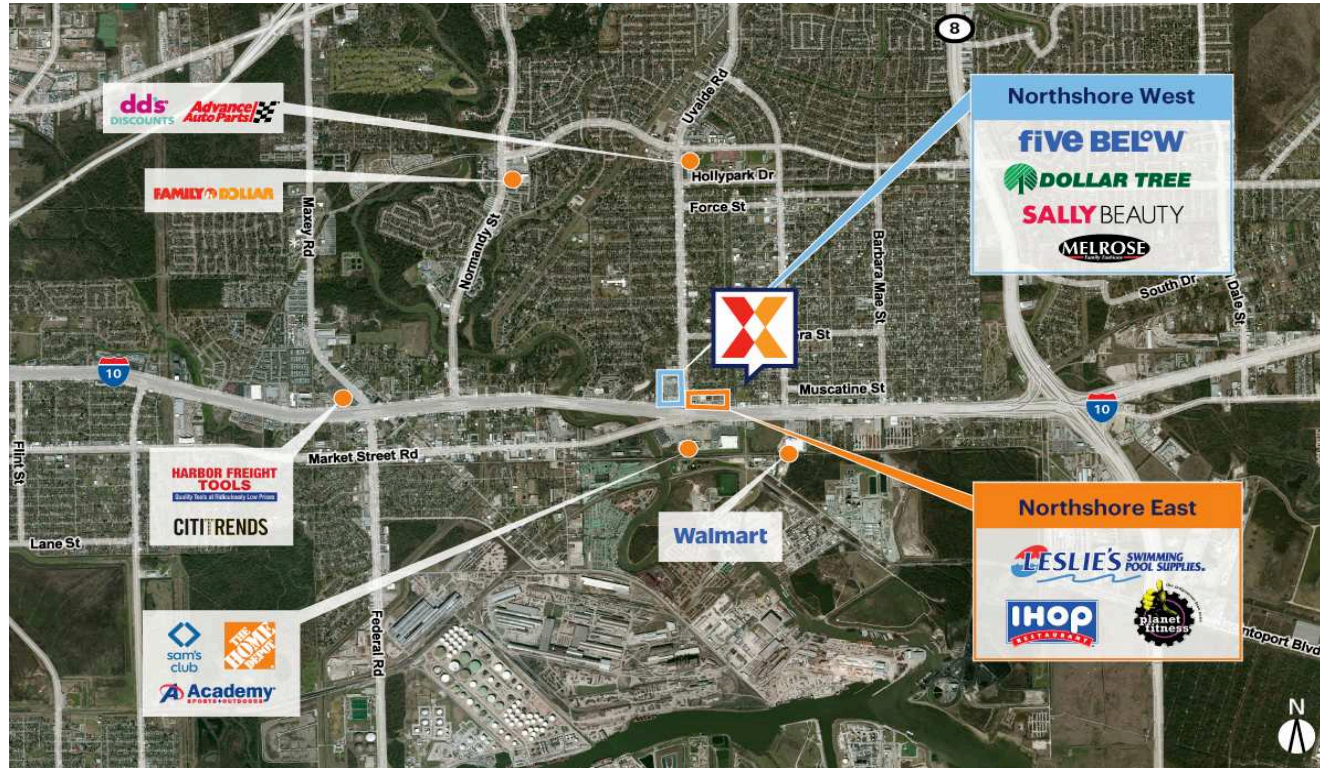 8
Uvalde Rd
dd's
DISCOUNTS
Advance
Auto Parts
Northshore West
five BELOW
DOLLAR TREE
SALLY BEAUTY
MELROSE
Family Fashions
Hollypark Dr
FAMILY DOLLAR
Force St
Maxey Rd
Normandy St
Barbara Mae St
South Dr
Dale St
ra St
10
Muscatine St
10
Flint St
Market Street Rd
HARBOR FREIGHT
TOOLS
Quality Tools at Ridiculously Low Prices
CITITRENDS
Lane St
Walmart
Northshore East
LESLIE'S SWIMMING
POOL SUPPLIES.
IHOP
RESTAURANT
planet
fitness
ntoport Blvd
sam's
club
THE
HOME
DEPOT
Academy
SPORTS+OUTDOORS
Federal Rd
N